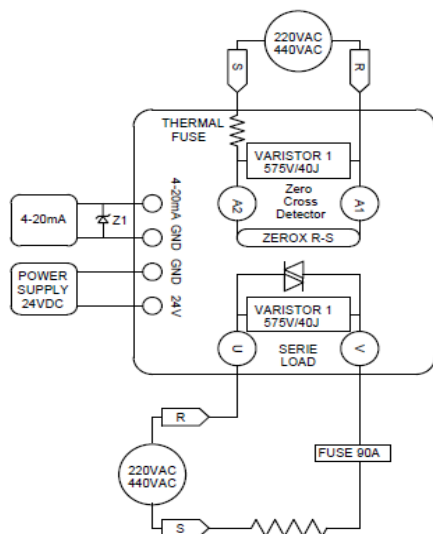 220VAC
440VAC
S
R
THERMAL
FUSE
VARISTOR 1
575V/40J
4-20mA
Z1
4-20mA
GND
A2
Zero
Cross
Detector
A1
ZEROX R-S
POWER
SUPPLY
24VDC
GND
24V
VARISTOR 1
575V/40J
U
SERIE
LOAD
V
R
FUSE 90A
220VAC
440VAC
S